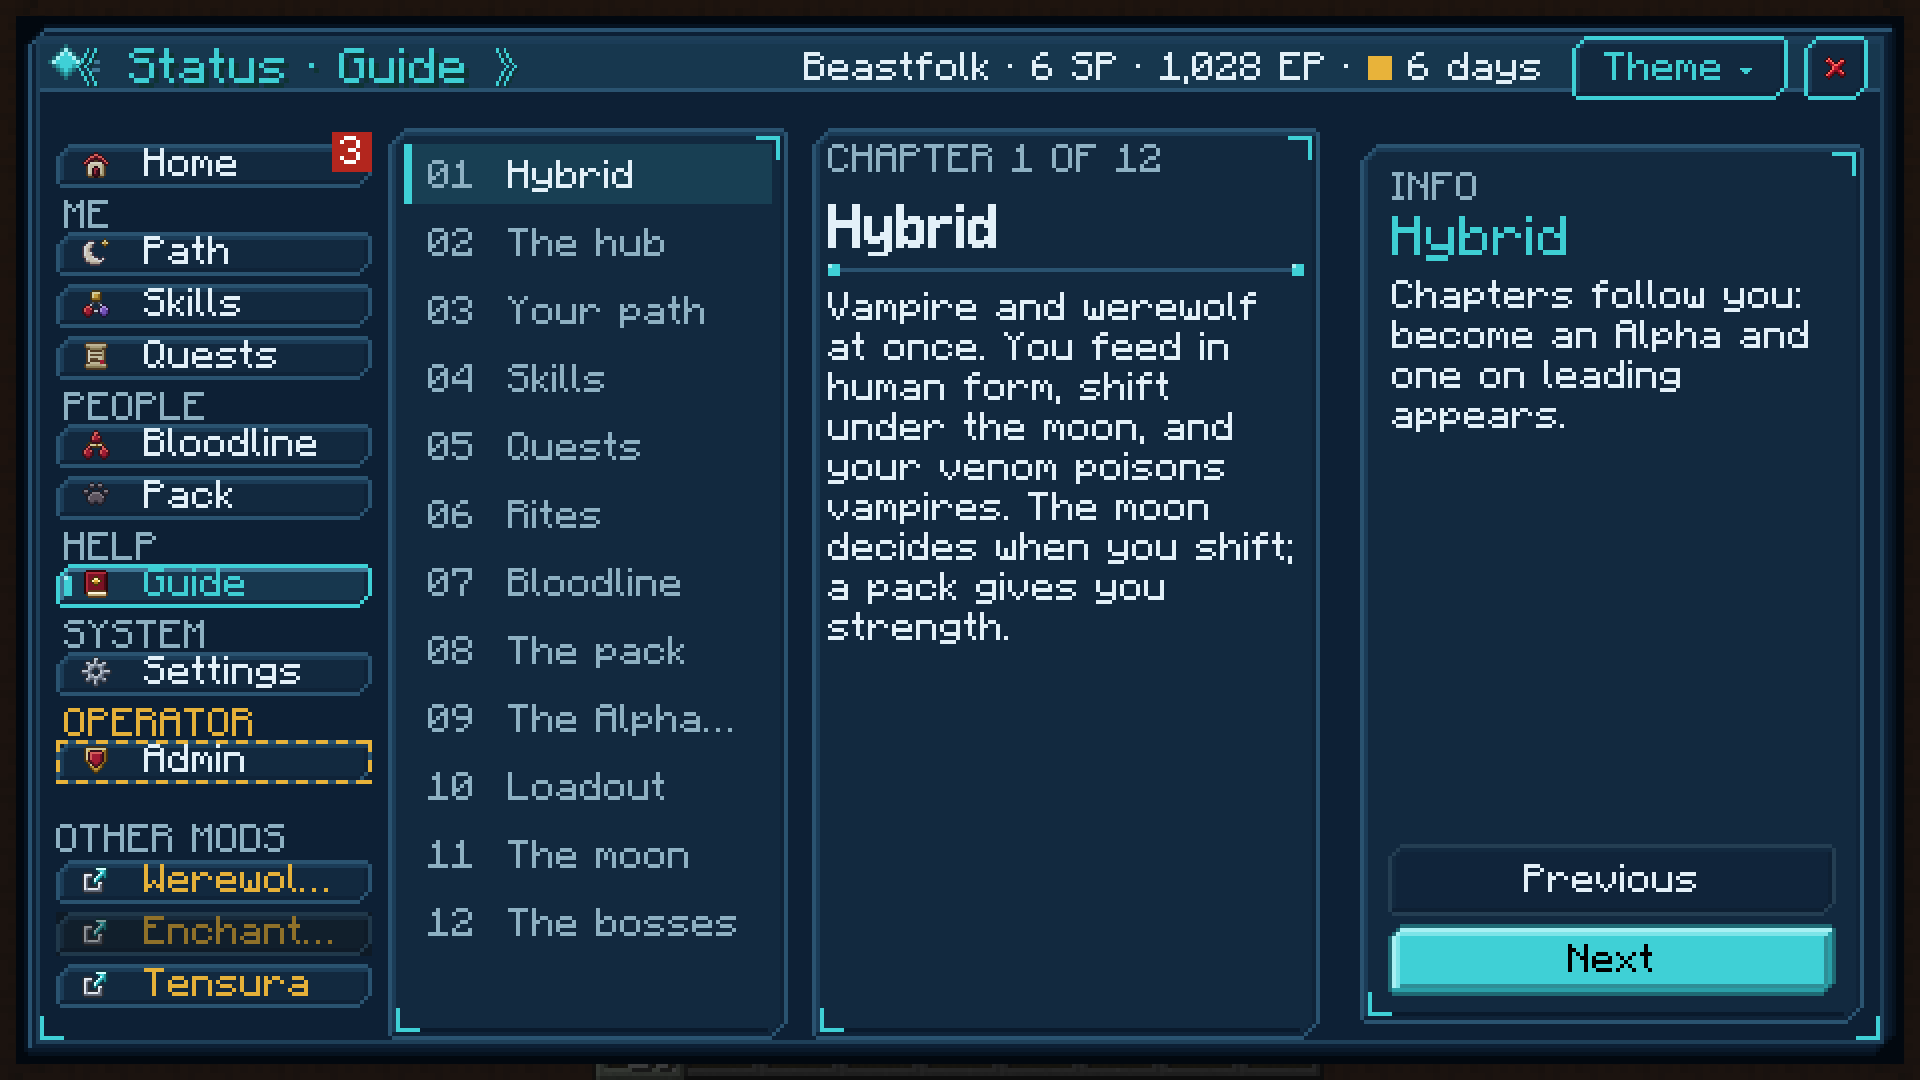 Status · Guide
Beastfolk · 6 SP · 1,028 EP · 6 days
Theme
Home
3
ME
Path
Skills
Quests
PEOPLE
Bloodline
Pack
HELP
Guide
SYSTEM
Settings
OPERATOR
Admin
OTHER MODS
Werewol...
Enchant...
Tensura
01 Hybrid
02 The hub
03 Your path
04 Skills
05 Quests
06 Rites
07 Bloodline
08 The pack
09 The Alpha...
10 Loadout
11 The moon
12 The bosses
CHAPTER 1 OF 12
Hybrid
Vampire and werewolf
at once. You feed in
human form, shift
under the moon, and
your venom poisons
vampires. The moon
decides when you shift;
a pack gives you
strength.
INFO
Hybrid
Chapters follow you:
become an Alpha and
one on leading
appears.
Previous
Next